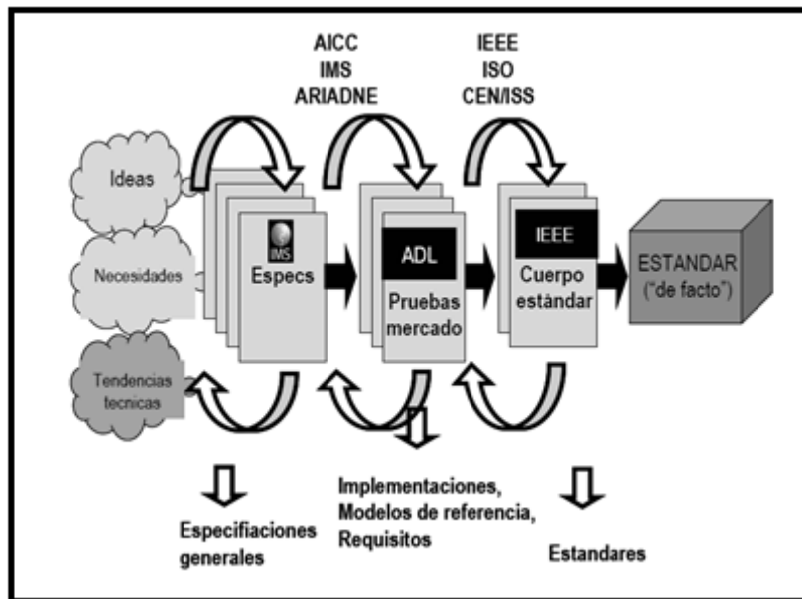 AICC
IMS
ARIADNE
IEEE
ISO
CEN/ISS
Ideas
Necesidades
Tendencias
tecnicas
IMS
Especs
ADL
Pruebas
mercado
IEEE
Cuerpo
estándar
ESTANDAR
("de facto")
Especifiaciones
generales
Implementaciones,
Modelos de referencia,
Requisitos
Estandares